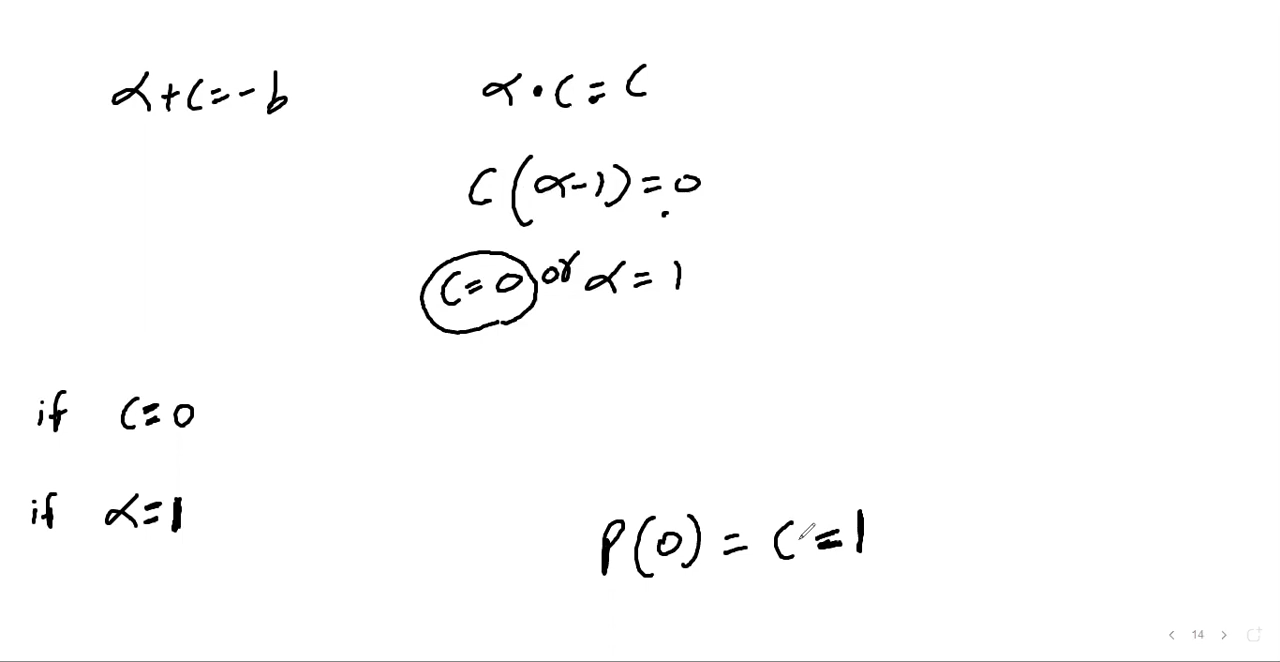 α+c=-b
α·c=c
c(α-1)=0
c=0 or α=1
if c=0
if α=1
P(0)=c=1
14